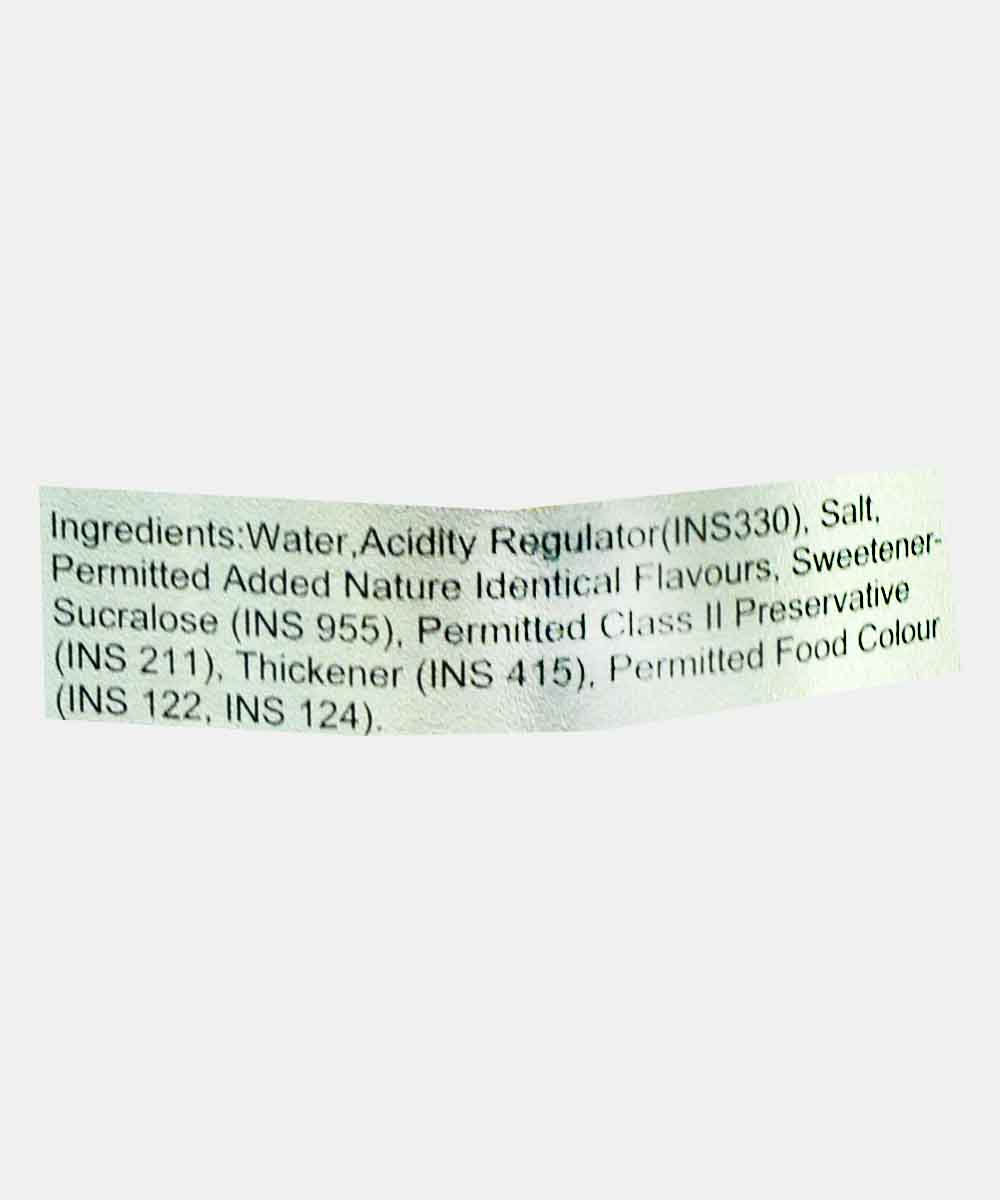 Ingredients:Water,Acidity Regulator(INS330), Salt,
Permitted Added Nature Identical Flavours, Sweetener-
Sucralose (INS 955), Permitted Class II Preservative
(INS 211), Thickener (INS 415), Permitted Food Colour
(INS 122, INS 124).